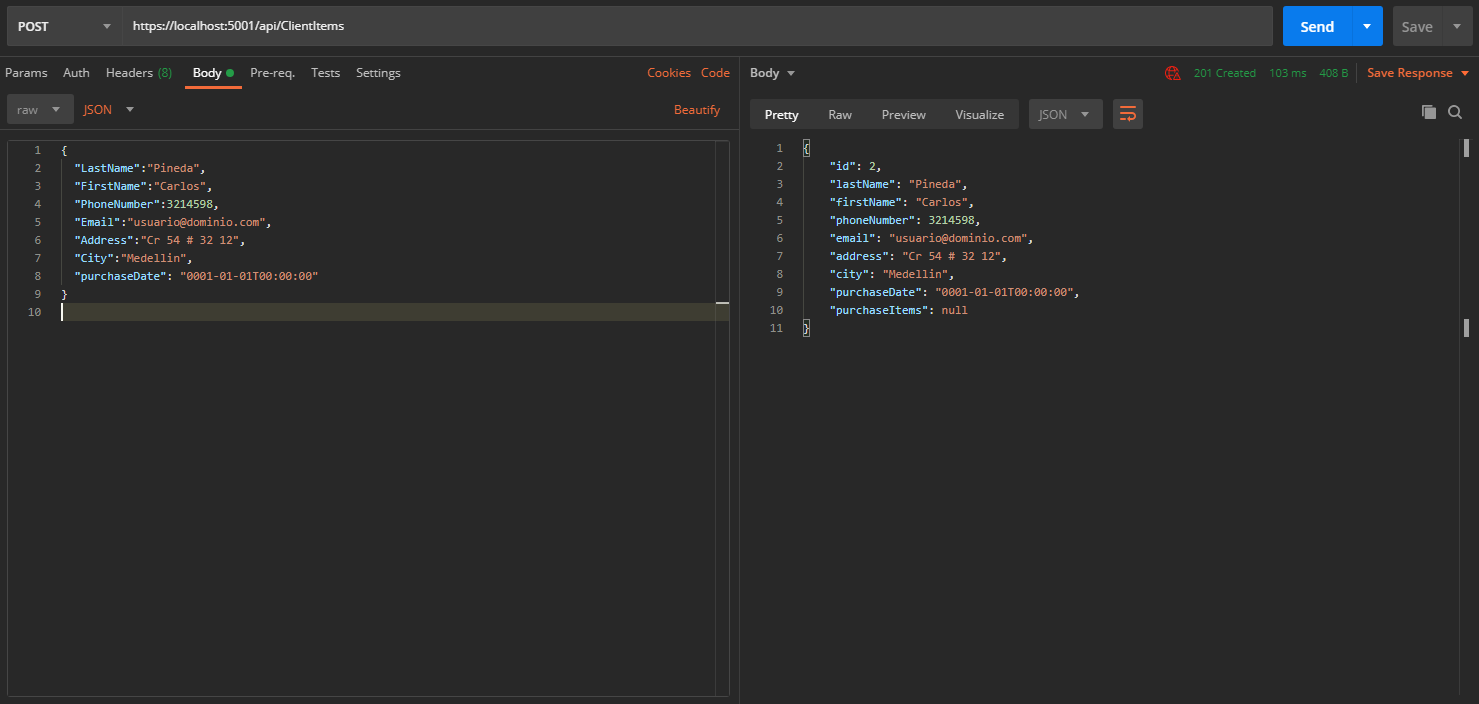 POST https://localhost:5001/api/ClientItems Send Save
Params Auth Headers (8) Body Pre-req. Tests Settings Cookies Code
raw JSON Beautify
1 {
2 "LastName":"Pineda",
3 "FirstName":"Carlos",
4 "PhoneNumber":3214598,
5 "Email":"usuario@dominio.com",
6 "Address":"Cr 54 # 32 12",
7 "City":"Medellin",
8 "purchaseDate": "0001-01-01T00:00:00"
9 }
10
Body 201 Created 103 ms 408 B Save Response
Pretty Raw Preview Visualize JSON
1 {
2 "id": 2,
3 "lastName": "Pineda",
4 "firstName": "Carlos",
5 "phoneNumber": 3214598,
6 "email": "usuario@dominio.com",
7 "address": "Cr 54 # 32 12",
8 "city": "Medellin",
9 "purchaseDate": "0001-01-01T00:00:00",
10 "purchaseItems": null
11 }